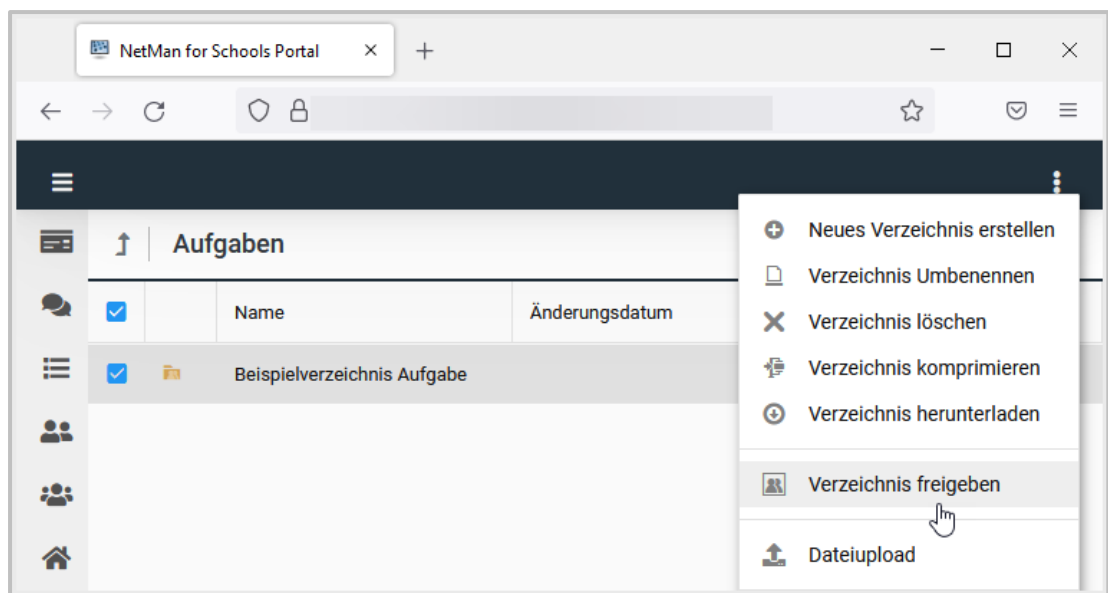 NetMan for Schools Portal
Neues Verzeichnis erstellen
Aufgaben
Verzeichnis Umbenennen
Name
Änderungsdatum
Verzeichnis löschen
Beispielverzeichnis Aufgabe
Verzeichnis komprimieren
Verzeichnis herunterladen
Verzeichnis freigeben
Dateiupload